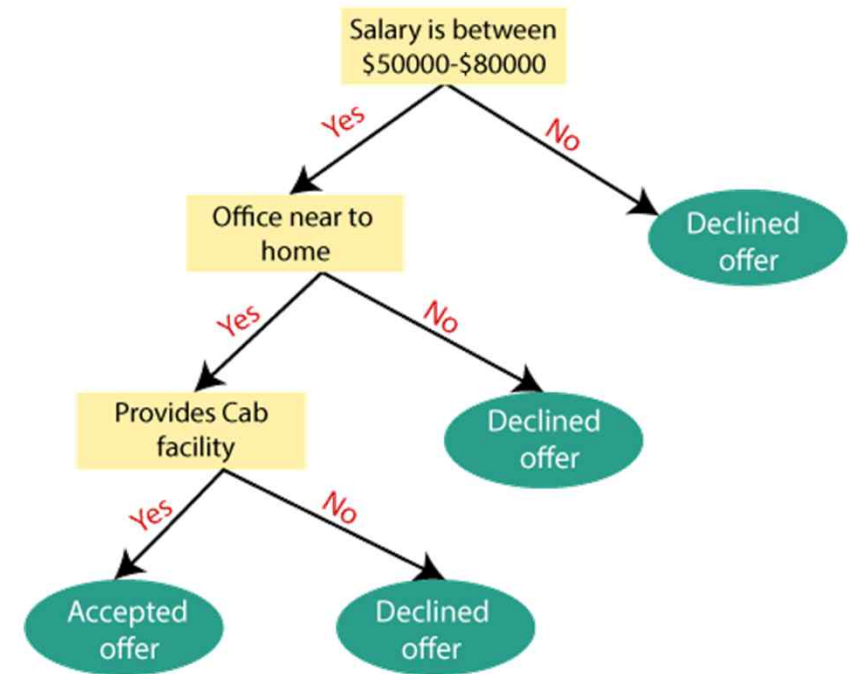 Salary is between
$50000-$80000
Yes
No
Office near to
home
Declined
offer
Yes
No
Provides Cab
facility
Declined
offer
Yes
No
Accepted
offer
Declined
offer